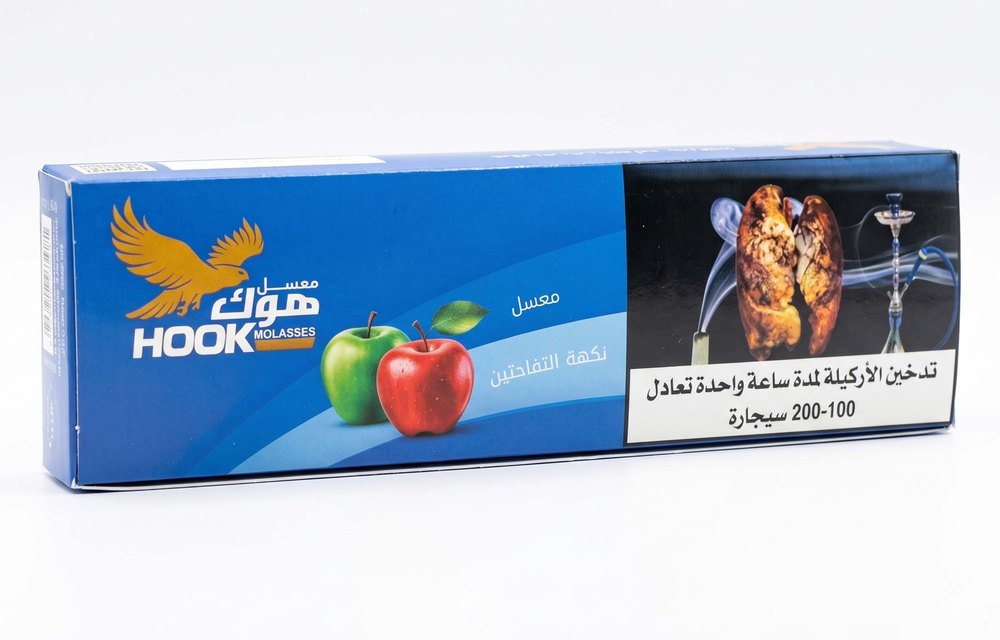 معسل
هوك
HOOK
MOLASSES
معسل
نكهة التفاحتين
تدخين الأركيلة لمدة ساعة واحدة تعادل
100-200 سيجارة